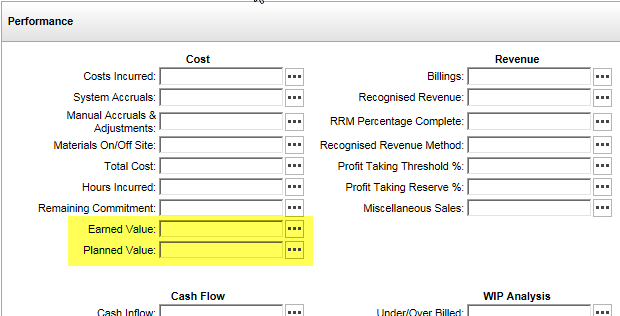 Performance
Cost
Costs Incurred:
System Accruals:
Manual Accruals &
Adjustments:
Materials On/Off Site:
Total Cost:
Hours Incurred:
Remaining Commitment:
Earned Value:
Planned Value:
Revenue
Billings:
Recognised Revenue:
RRM Percentage Complete:
Recognised Revenue Method:
Profit Taking Threshold %:
Profit Taking Reserve %:
Miscellaneous Sales:
Cash Flow
Cash Inflow:
WIP Analysis
Under/Over Billed: